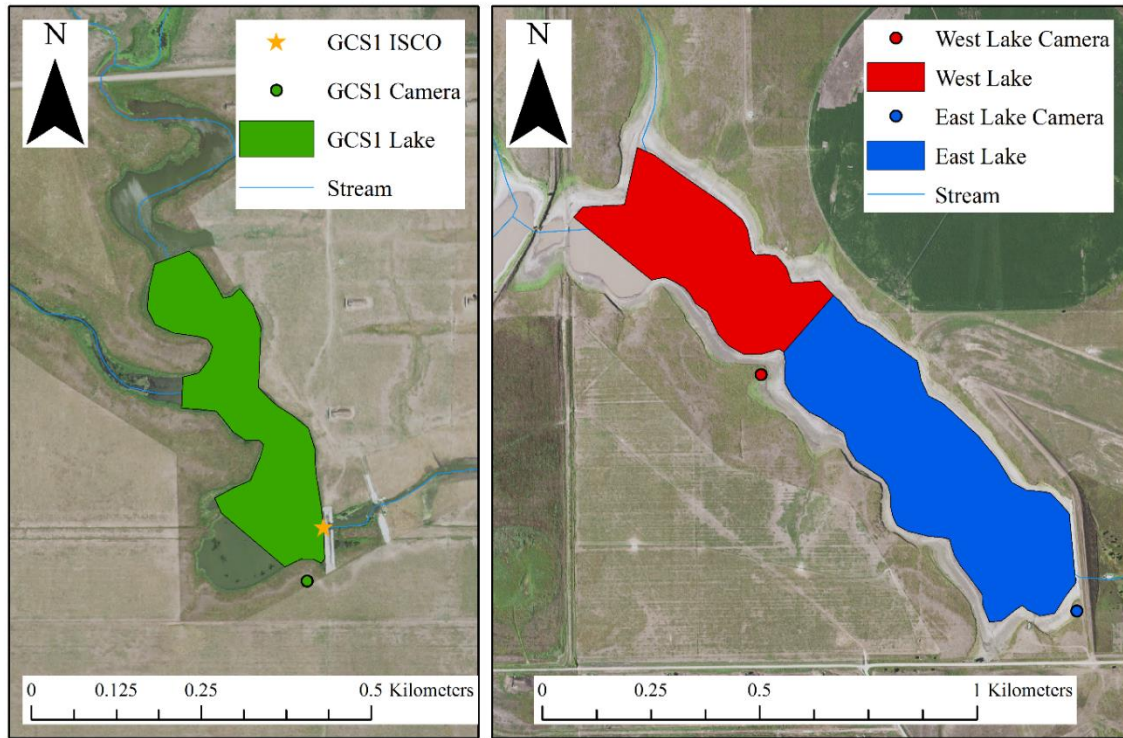 N
GCS1 ISCO
GCS1 Camera
GCS1 Lake
Stream
0 0.125 0.25 0.5 Kilometers
N
West Lake Camera
West Lake
East Lake Camera
East Lake
Stream
0 0.25 0.5 1 Kilometers